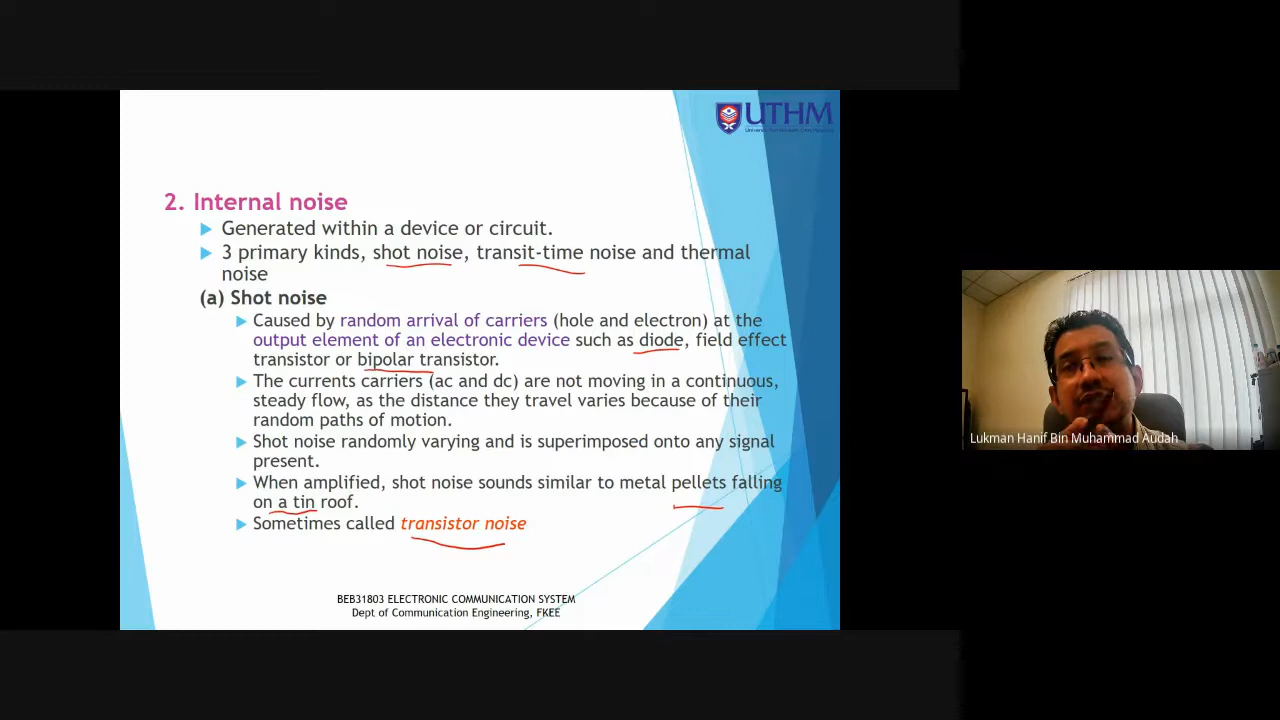 UTHM
2. Internal noise
Generated within a device or circuit.
3 primary kinds, shot noise, transit-time noise and thermal
noise
(a) Shot noise
Caused by random arrival of carriers (hole and electron) at the
output element of an electronic device such as diode, field effect
transistor or bipolar transistor.
The currents carriers (ac and dc) are not moving in a continuous,
steady flow, as the distance they travel varies because of their
random paths of motion.
Shot noise randomly varying and is superimposed onto any signal
present.
When amplified, shot noise sounds similar to metal pellets falling
on a tin roof.
Sometimes called transistor noise
BEB31803 ELECTRONIC COMMUNICATION SYSTEM
Dept of Communication Engineering, FKEE
Lukman Hanif Bin Muhammad Audah